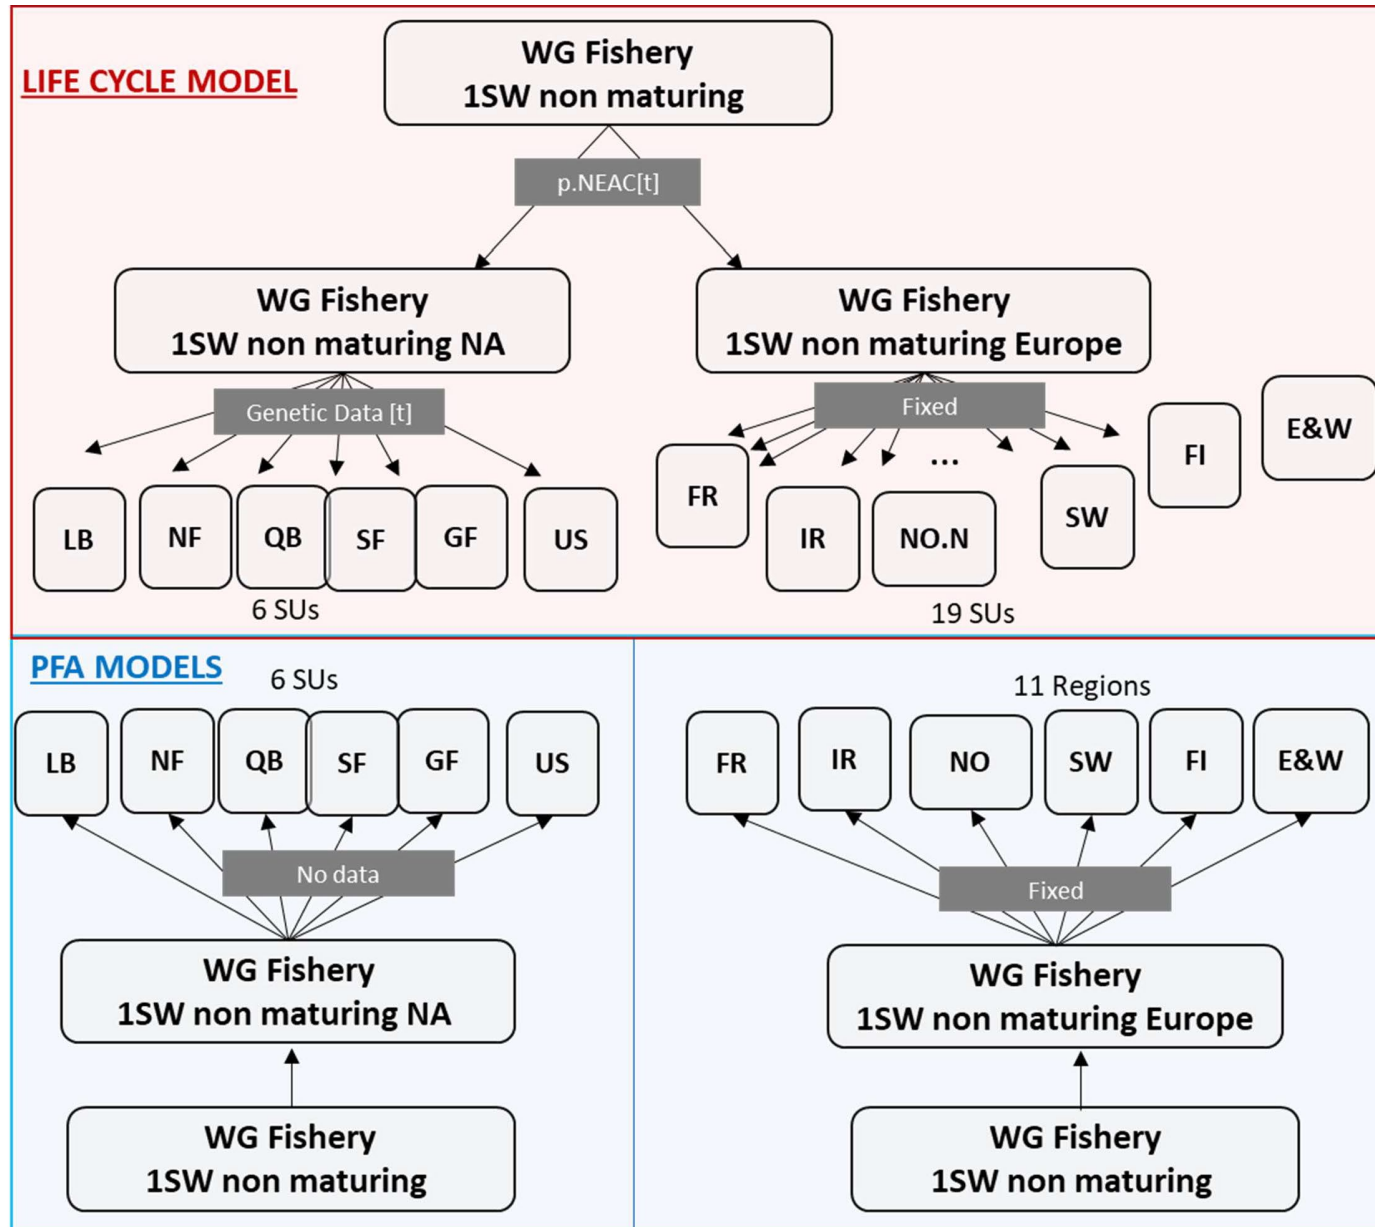 WG Fishery
1SW non maturing
LIFE CYCLE MODEL
p.NEAC[t]
WG Fishery
1SW non maturing NA
WG Fishery
1SW non maturing Europe
Genetic Data [t]
Fixed
E&W
FI
...
FR
SW
LB
NF
QB
SF
GF
US
IR
NO.N
6 SUs
19 SUs
PFA MODELS
6 SUs
11 Regions
LB
NF
QB
SF
GF
US
FR
IR
NO
SW
FI
E&W
No data
Fixed
WG Fishery
1SW non maturing NA
WG Fishery
1SW non maturing Europe
WG Fishery
1SW non maturing
WG Fishery
1SW non maturing